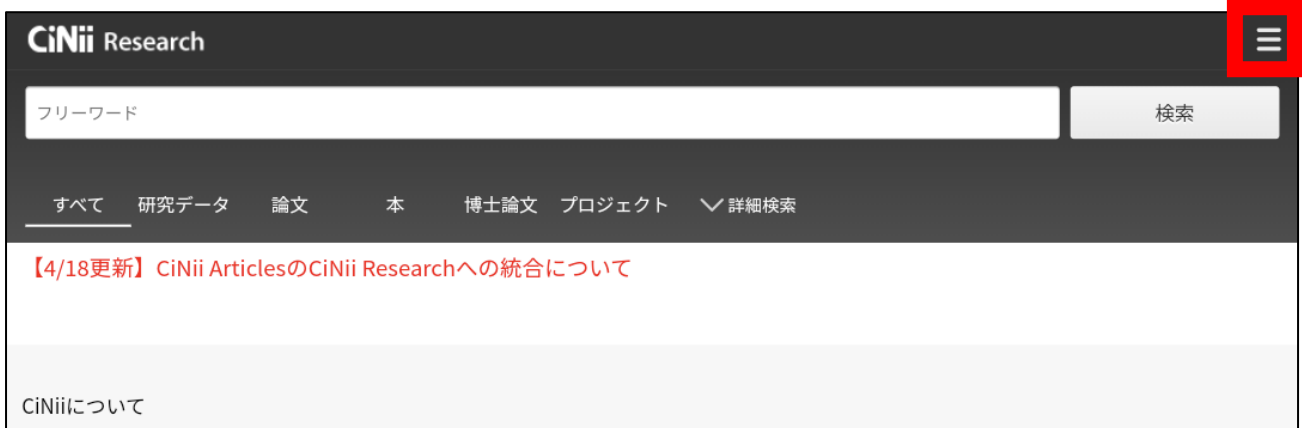 CiNii Research
フリーワード
検索
すべて 研究データ 論文 本 博士論文 プロジェクト 詳細検索
【4/18更新】CiNii ArticlesのCiNii Researchへの統合について
CiNiiについて